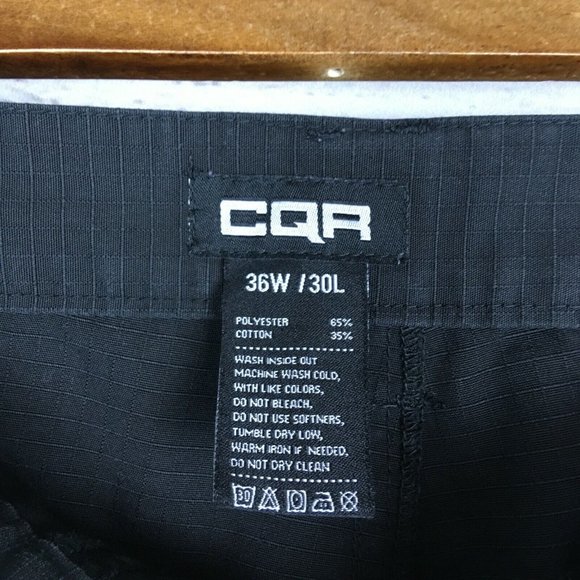 CQR
36W / 30L
POLYESTER 65%
COTTON 35%
WASH INSIDE OUT
MACHINE WASH COLD,
WITH LIKE COLORS,
DO NOT BLEACH,
DO NOT USE SOFTNERS,
TUMBLE DRY LOW,
WARM IRON IF NEEDED,
DO NOT DRY CLEAN
30